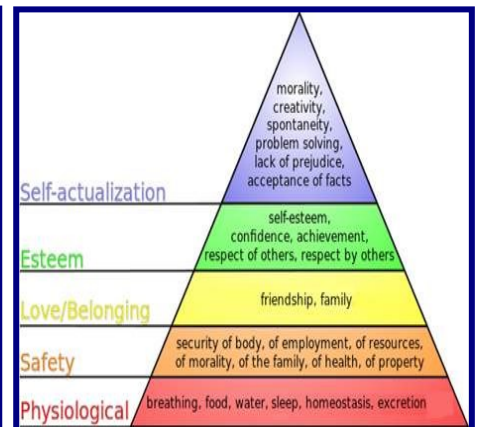 morality,
creativity,
spontaneity,
problem solving,
lack of prejudice,
acceptance of facts
Self-actualization
self-esteem,
confidence, achievement,
respect of others, respect by others
Esteem
friendship, family
Love/Belonging
security of body, of employment, of resources,
of morality, of the family, of health, of property
Safety
breathing, food, water, sleep, homeostasis, excretion
Physiological